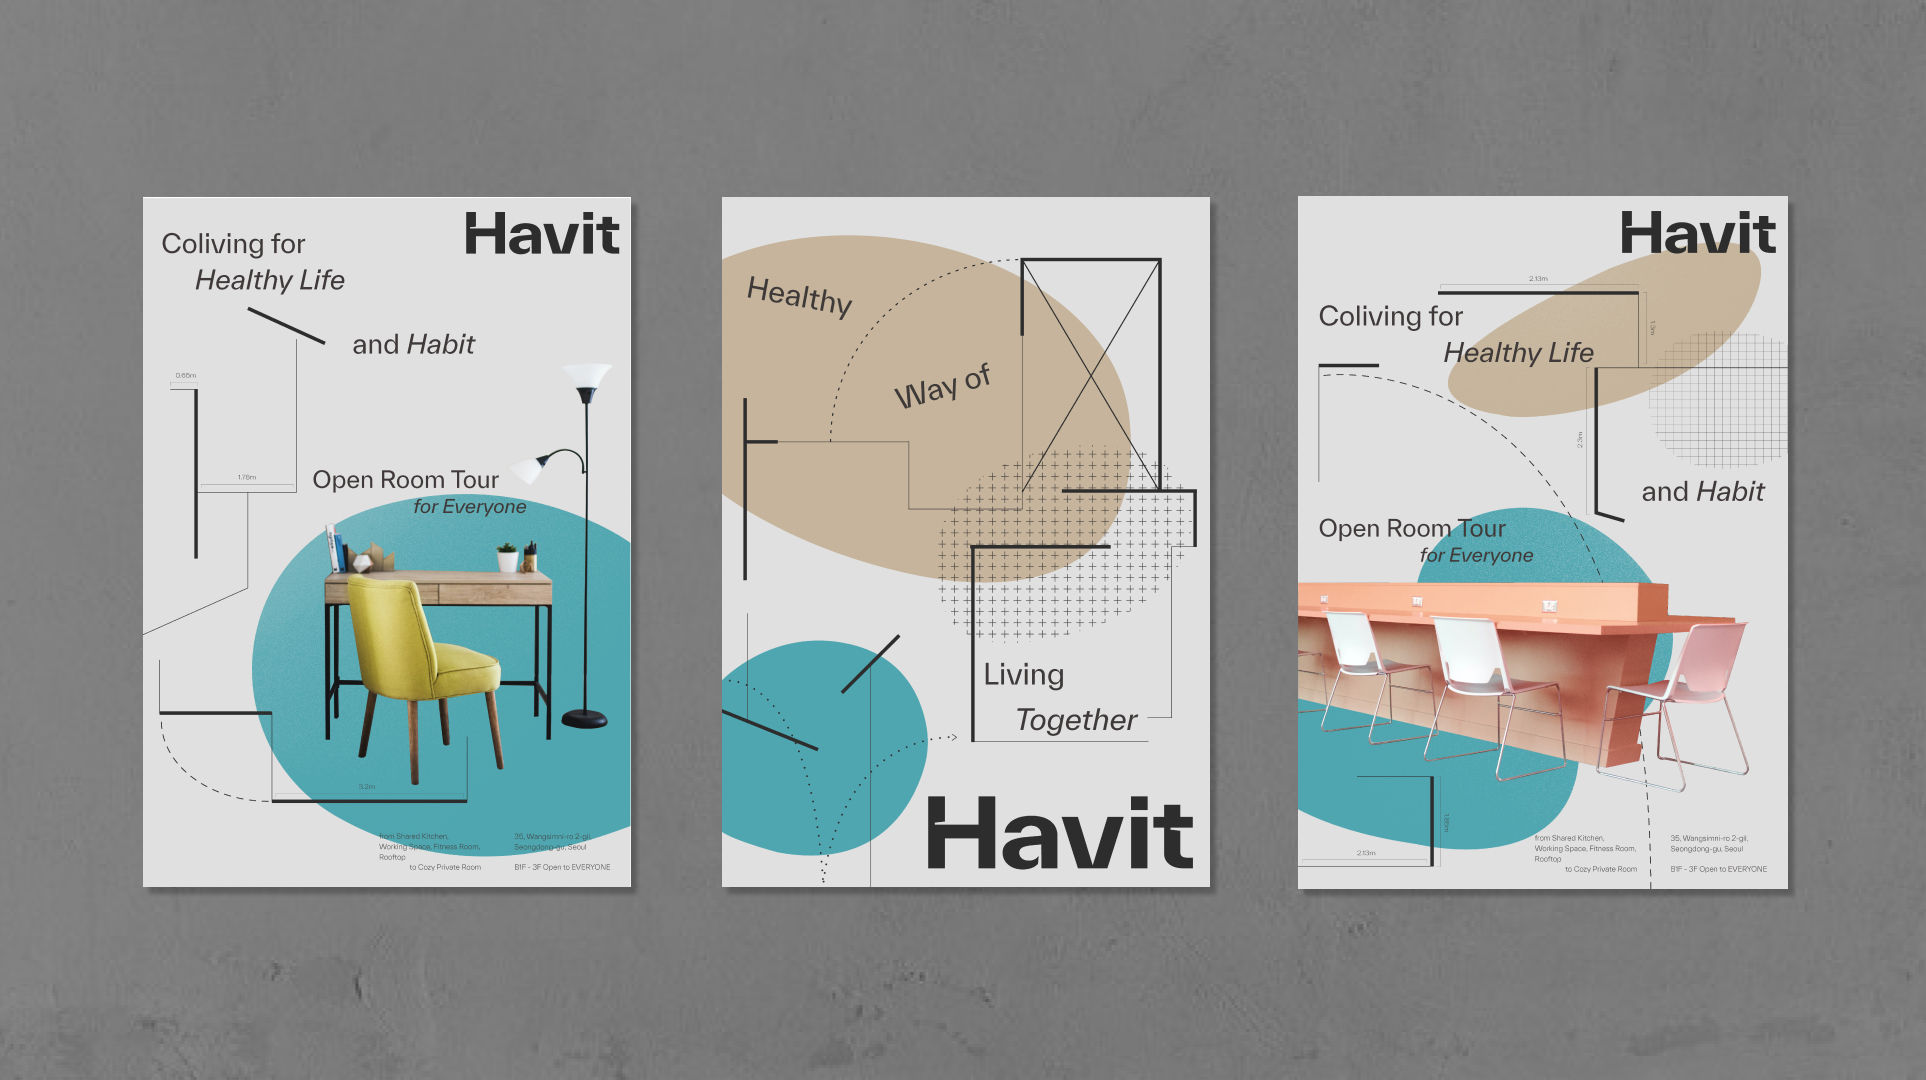 Havit
Coliving for
Healthy Life
and Habit
0.65m
1.78m
Open Room Tour
for Everyone
3.2m
from Shared Kitchen,
Working Space, Fitness Room,
Rooftop
to Cozy Private Room
35, Wangsimni-ro 2-gil,
Seongdong-gu, Seoul
B1F - 3F Open to EVERYONE
Healthy
Way of
Living
Together
Havit
Havit
2.13m
1.3m
Coliving for
Healthy Life
2.3m
and Habit
Open Room Tour
for Everyone
2.13m
from Shared Kitchen,
Working Space, Fitness Room,
Rooftop
to Cozy Private Room
35, Wangsimni-ro 2-gil,
Seongdong-gu, Seoul
B1F - 3F Open to EVERYONE